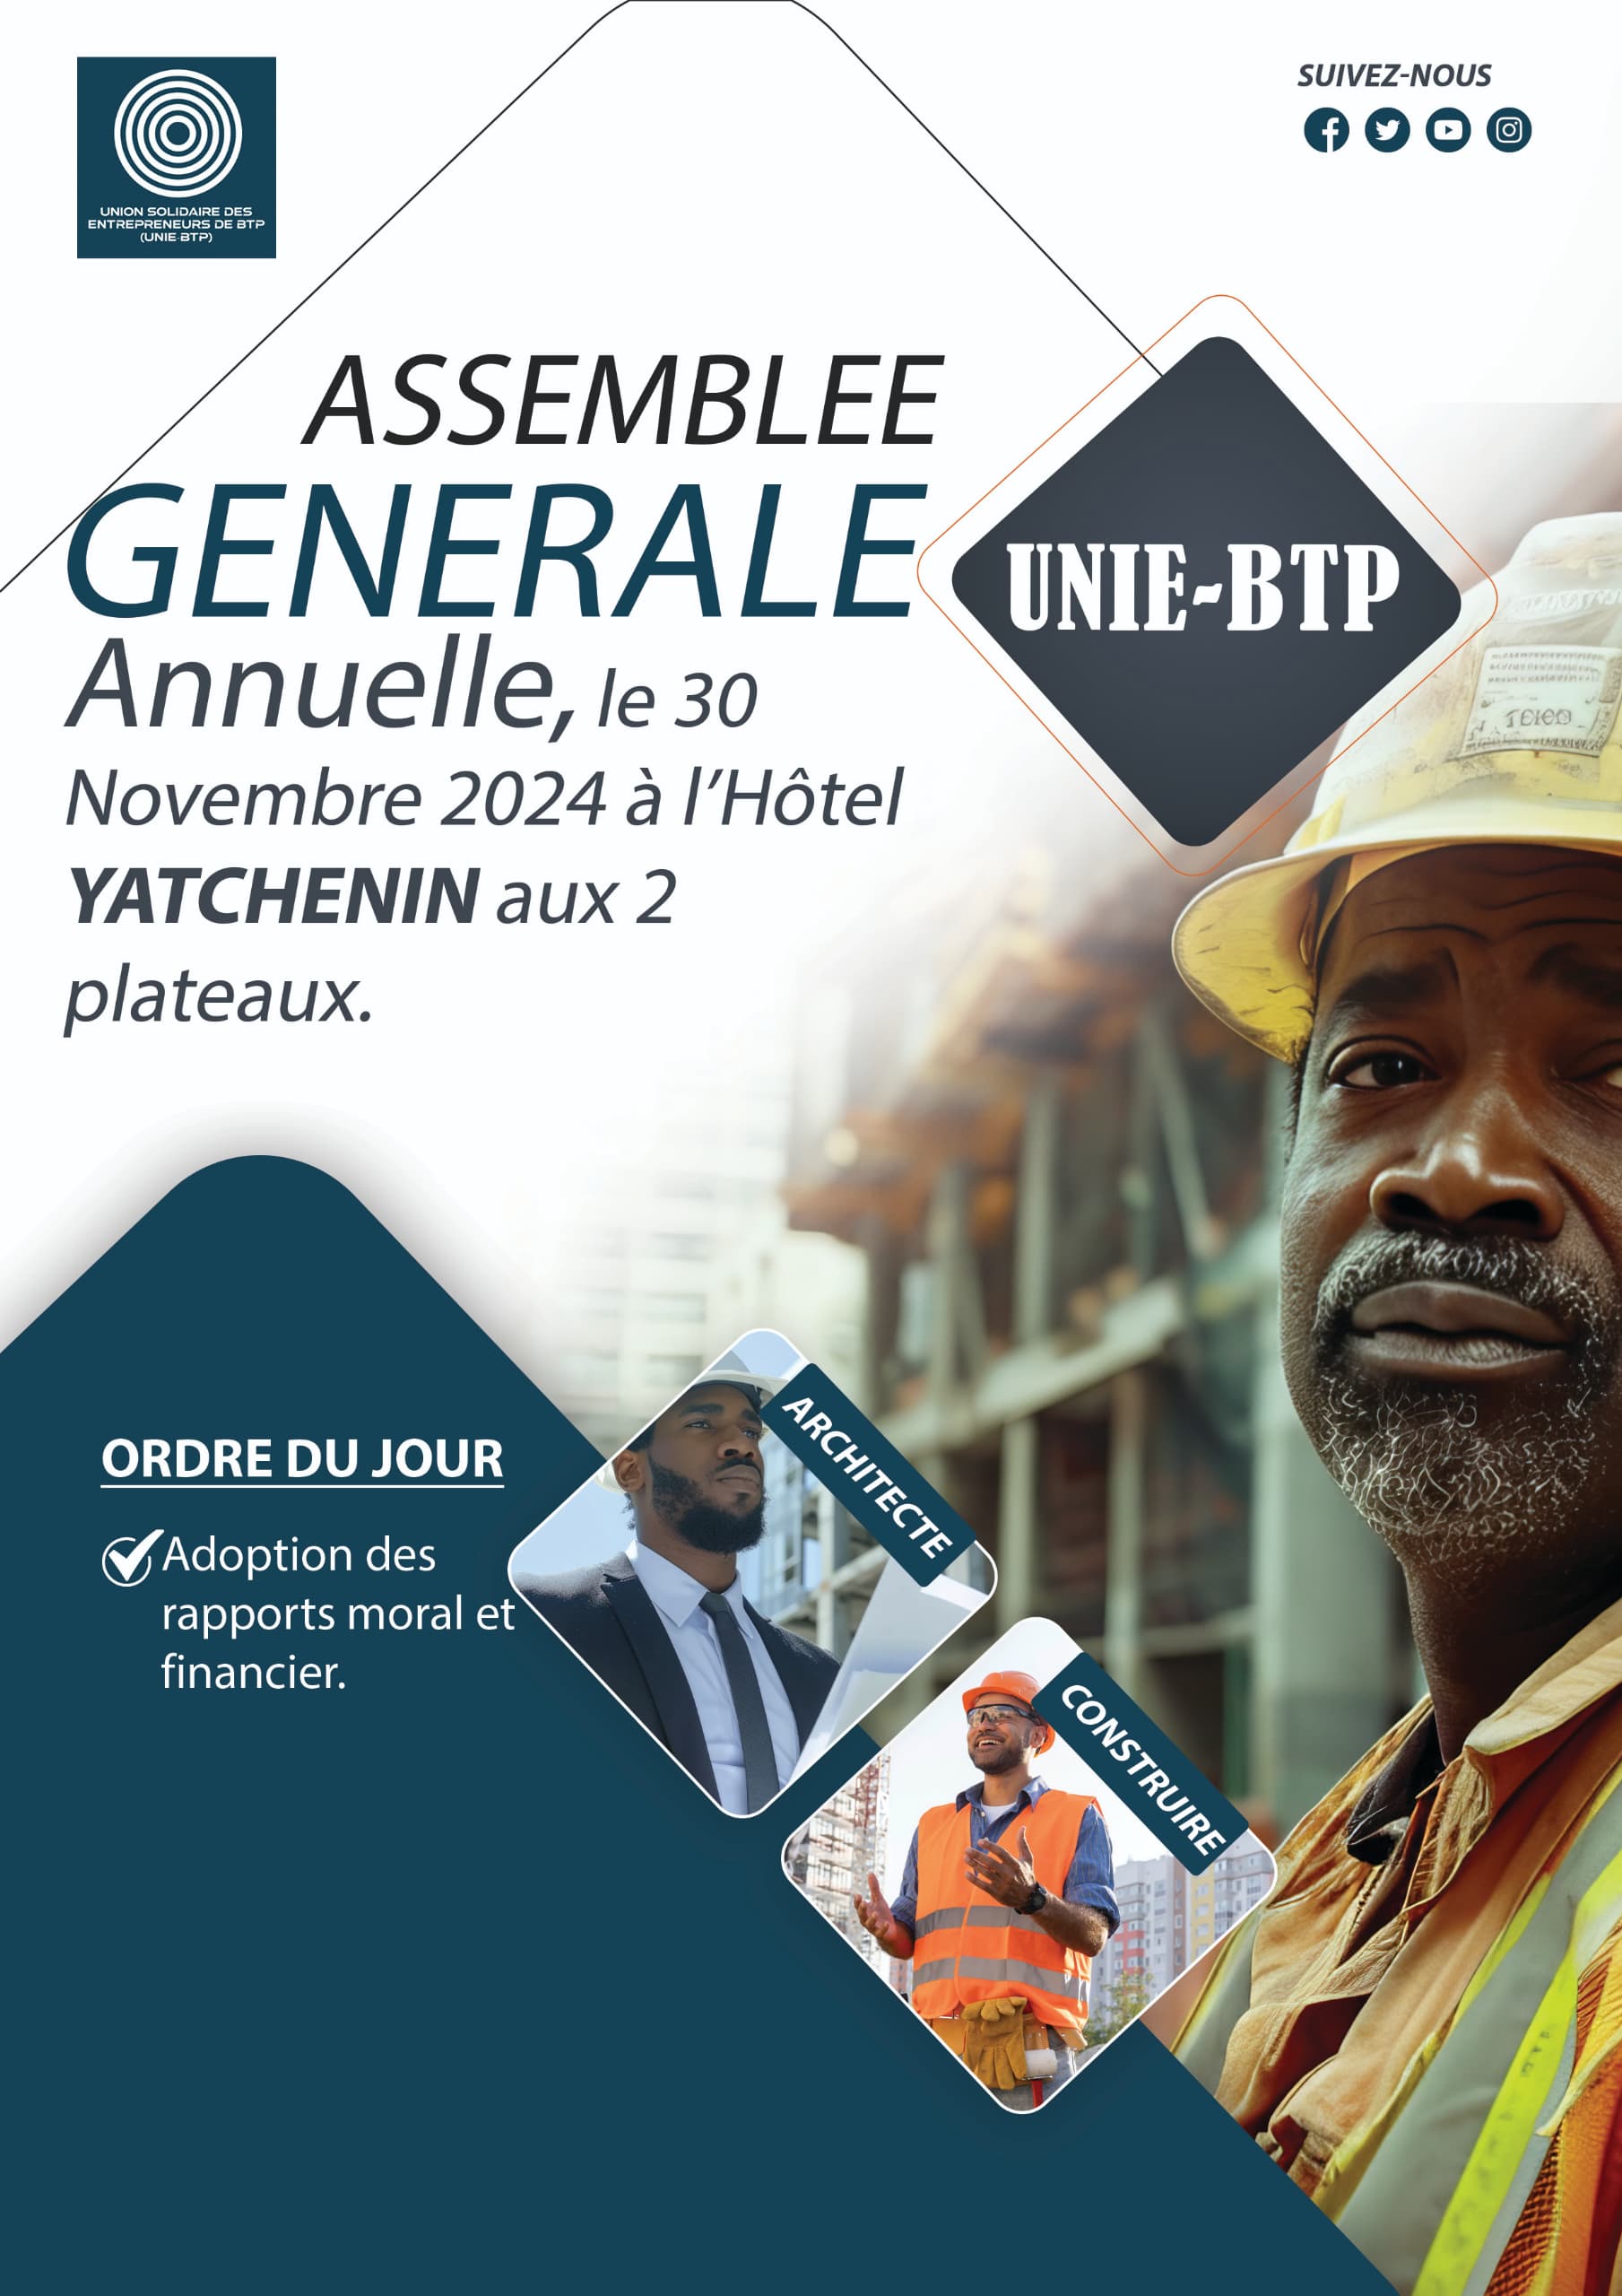 UNION SOLIDAIRE DES
ENTREPRENEURS DE BTP
(UNIE-BTP)
SUIVEZ-NOUS
ASSEMBLEE
GENERALE
Annuelle, le 30
Novembre 2024 à l'Hôtel
YATCHENIN aux 2
plateaux.
UNIE-BTP
ORDRE DU JOUR
Adoption des
rapports moral et
financier.
ARCHITECTE
CONSTRUIRE